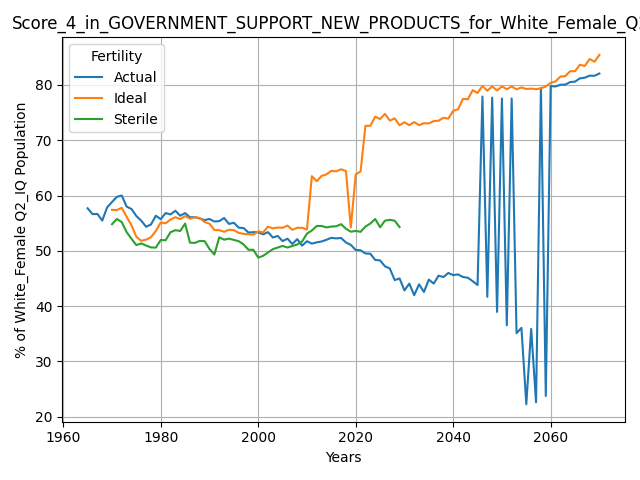 Score_4_in_GOVERNMENT_SUPPORT_NEW_PRODUCTS_for_White_Female_Q
Fertility
Actual
Ideal
Sterile
% of White_Female Q2_IQ Population
80
70
60
50
40
30
20
1960
1980
2000
2020
2040
2060
Years